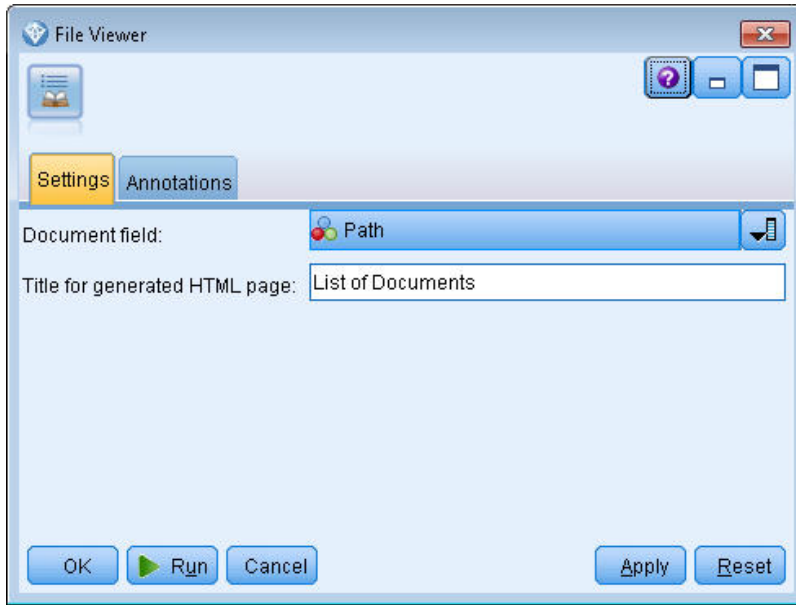 File Viewer
Settings Annotations
Document field: Path
Title for generated HTML page: List of Documents
OK Run Cancel Apply Reset